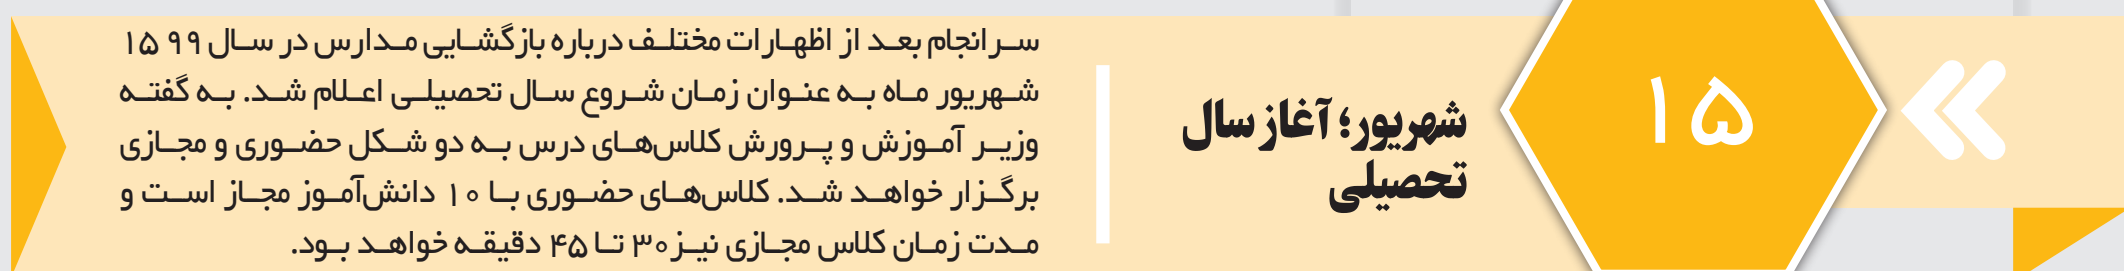 ۱۵
شهریور؛ آغاز سال
تحصیلی
سرانجام بعد از اظهارات مختلف درباره بازگشایی مدارس در سال ۹۹ ۱۵
شهریور ماه به عنوان زمان شروع سال تحصیلی اعلام شد. به گفته
وزیر آموزش و پرورش کلاس‌های درس به دو شکل حضوری و مجازی
برگزار خواهد شد. کلاس‌های حضوری با ۱۰ دانش‌آموز مجاز است و
مدت زمان کلاس مجازی نیز۳۰ تا ۴۵ دقیقه خواهد بود.